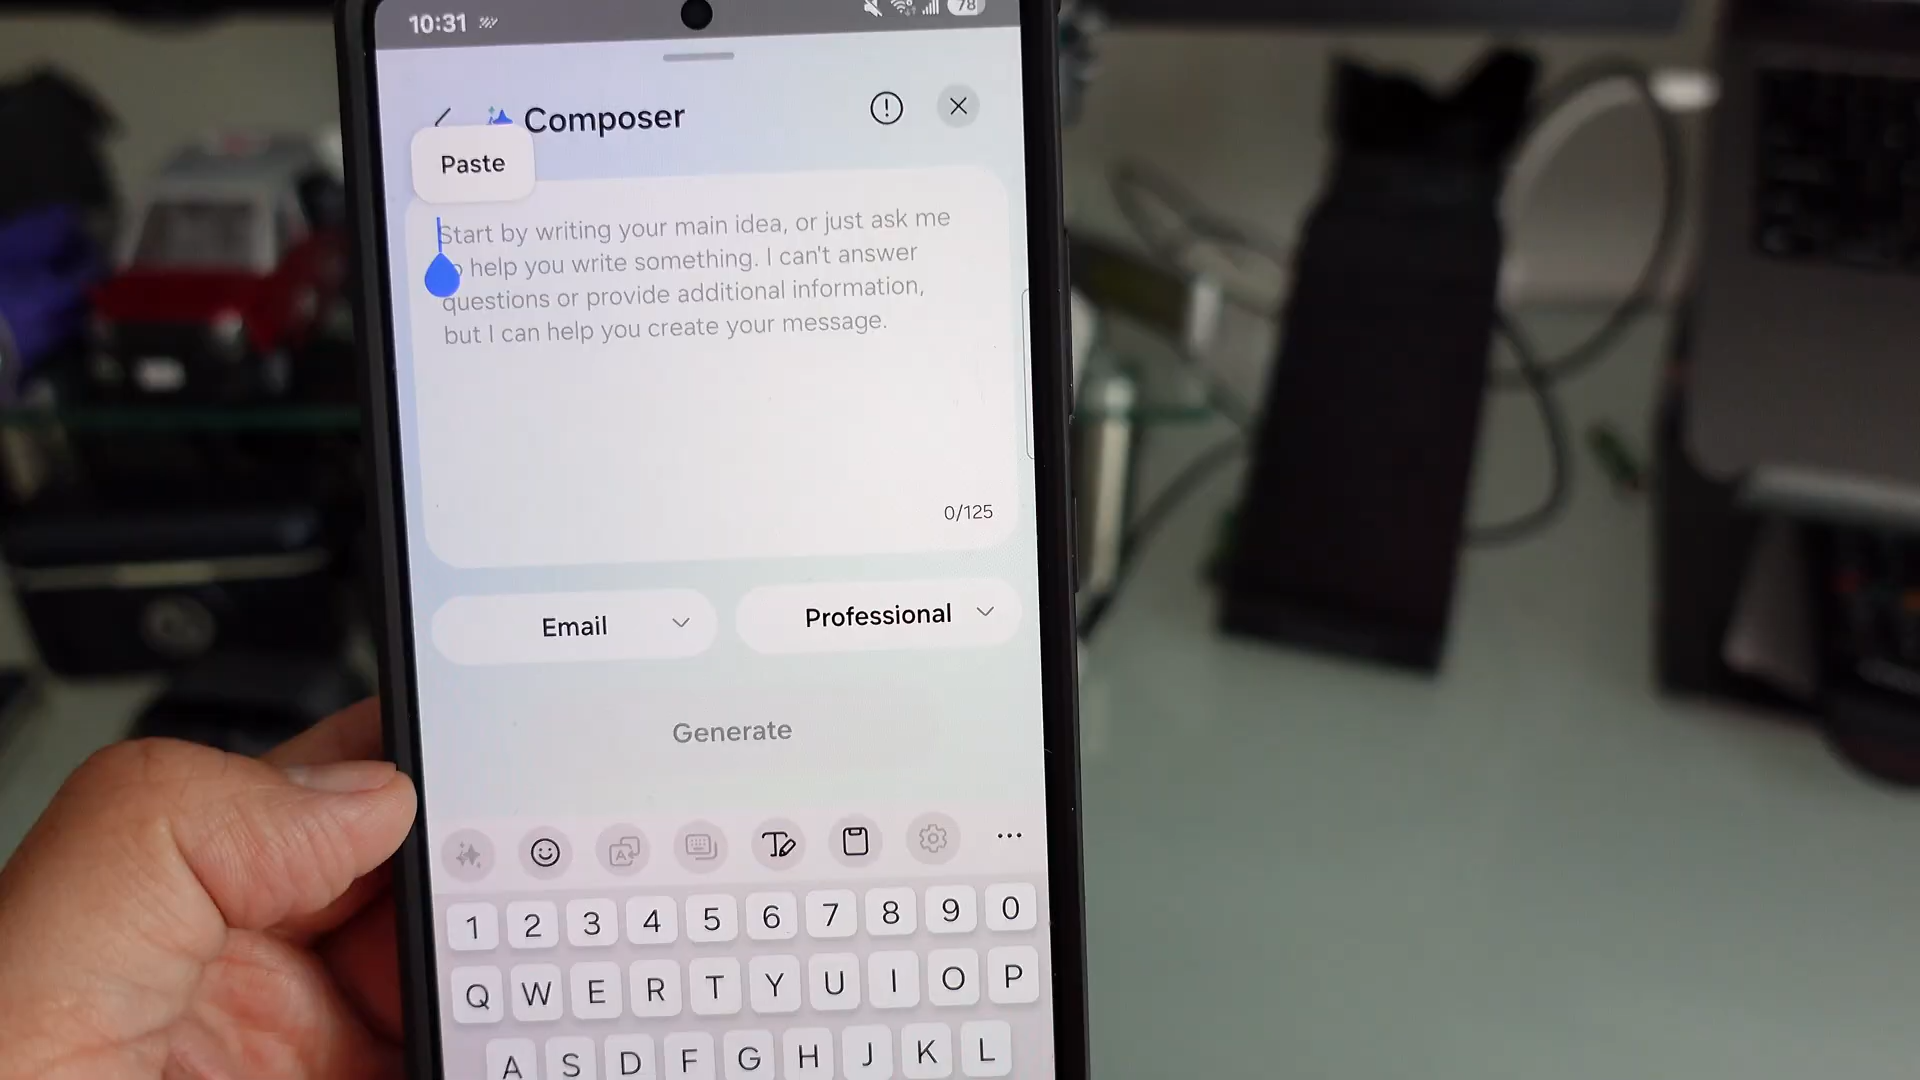 10:31
78
Composer
Paste
Start by writing your main idea, or just ask me
help you write something. I can't answer
questions or provide additional information,
but I can help you create your message.
0/125
Email
Professional
Generate
1 2 3 4 5 6 7 8 9 0
Q W E R T Y U I O P
A S D F G H J K L